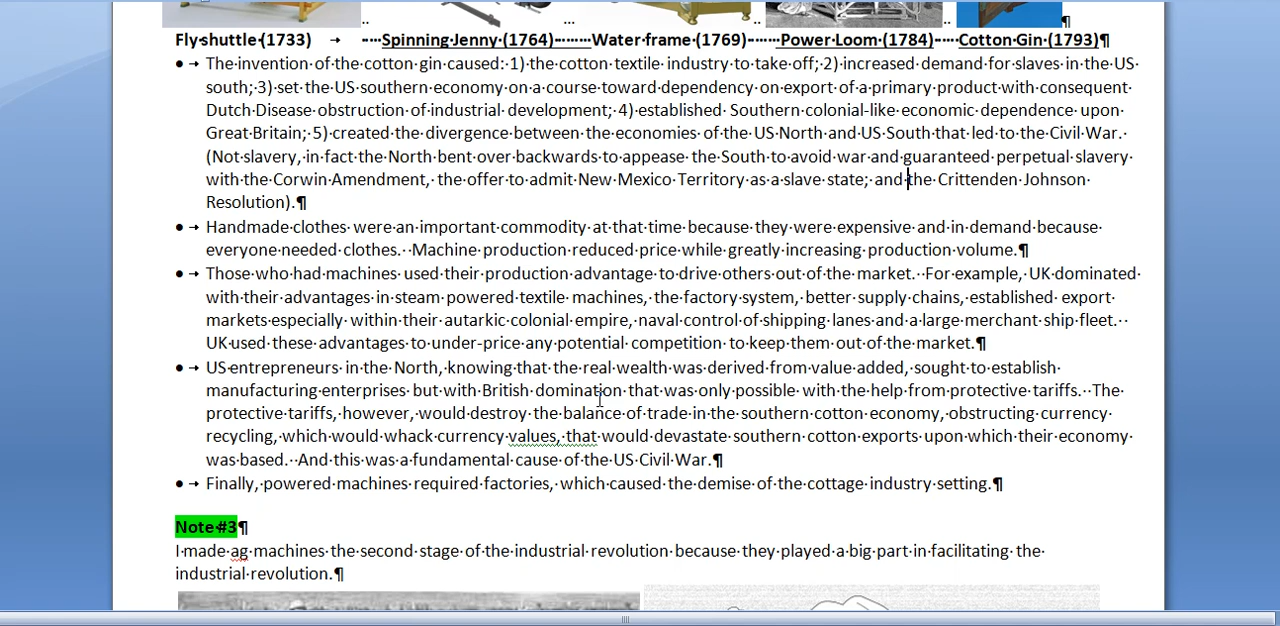 Fly shuttle (1733) → ----Spinning Jenny (1764)-------Water frame (1769)------Power Loom (1784)-----Cotton Gin (1793)¶
● → The invention of the cotton gin caused: 1) the cotton textile industry to take off; 2) increased demand for slaves in the US
south; 3) set the US southern economy on a course toward dependency on export of a primary product with consequent
Dutch Disease obstruction of industrial development; 4) established Southern colonial-like economic dependence upon
Great Britain; 5) created the divergence between the economies of the US North and US South that led to the Civil War.
(Not slavery, in fact the North bent over backwards to appease the South to avoid war and guaranteed perpetual slavery
with the Corwin Amendment, the offer to admit New Mexico Territory as a slave state; and the Crittenden Johnson
Resolution).¶
● → Handmade clothes were an important commodity at that time because they were expensive and in demand because
everyone needed clothes. Machine production reduced price while greatly increasing production volume.¶
● → Those who had machines used their production advantage to drive others out of the market. For example, UK dominated
with their advantages in steam powered textile machines, the factory system, better supply chains, established export
markets especially within their autarkic colonial empire, naval control of shipping lanes and a large merchant ship fleet.
UK used these advantages to under-price any potential competition to keep them out of the market.¶
● → US entrepreneurs in the North, knowing that the real wealth was derived from value added, sought to establish
manufacturing enterprises but with British domination that was only possible with the help from protective tariffs. The
protective tariffs, however, would destroy the balance of trade in the southern cotton economy, obstructing currency
recycling, which would whack currency values, that would devastate southern cotton exports upon which their economy
was based. And this was a fundamental cause of the US Civil War.¶
● → Finally, powered machines required factories, which caused the demise of the cottage industry setting.¶
Note #3¶
I made ag machines the second stage of the industrial revolution because they played a big part in facilitating the
industrial revolution.¶